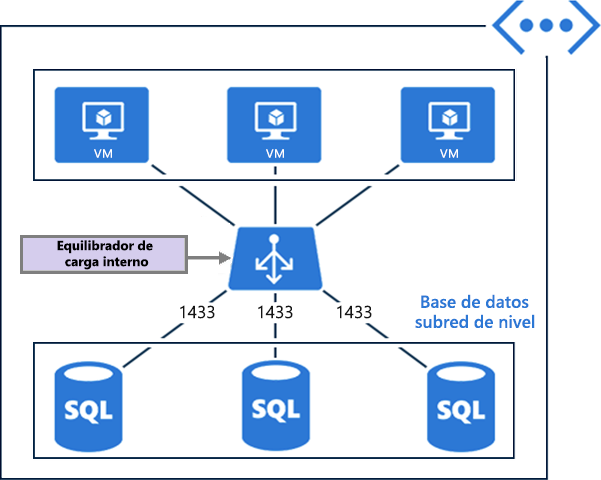 VM
VM
VM
Equilibrador de
carga interno
Base de datos
subred de nivel
1433
1433
1433
SQL
SQL
SQL